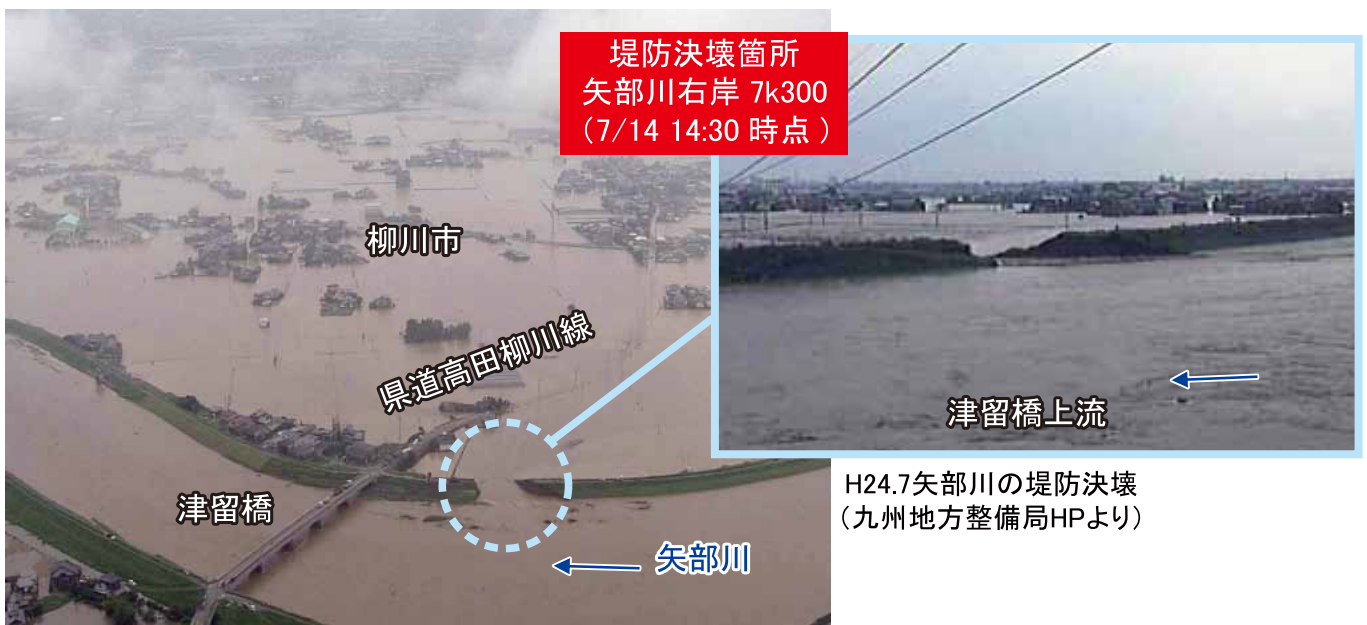 堤防決壊箇所
矢部川右岸 7k300
（7/14 14:30 時点 ）
柳川市
県道高田柳川線
津留橋上流
津留橋
矢部川
H24.7矢部川の堤防決壊
（九州地方整備局HPより）